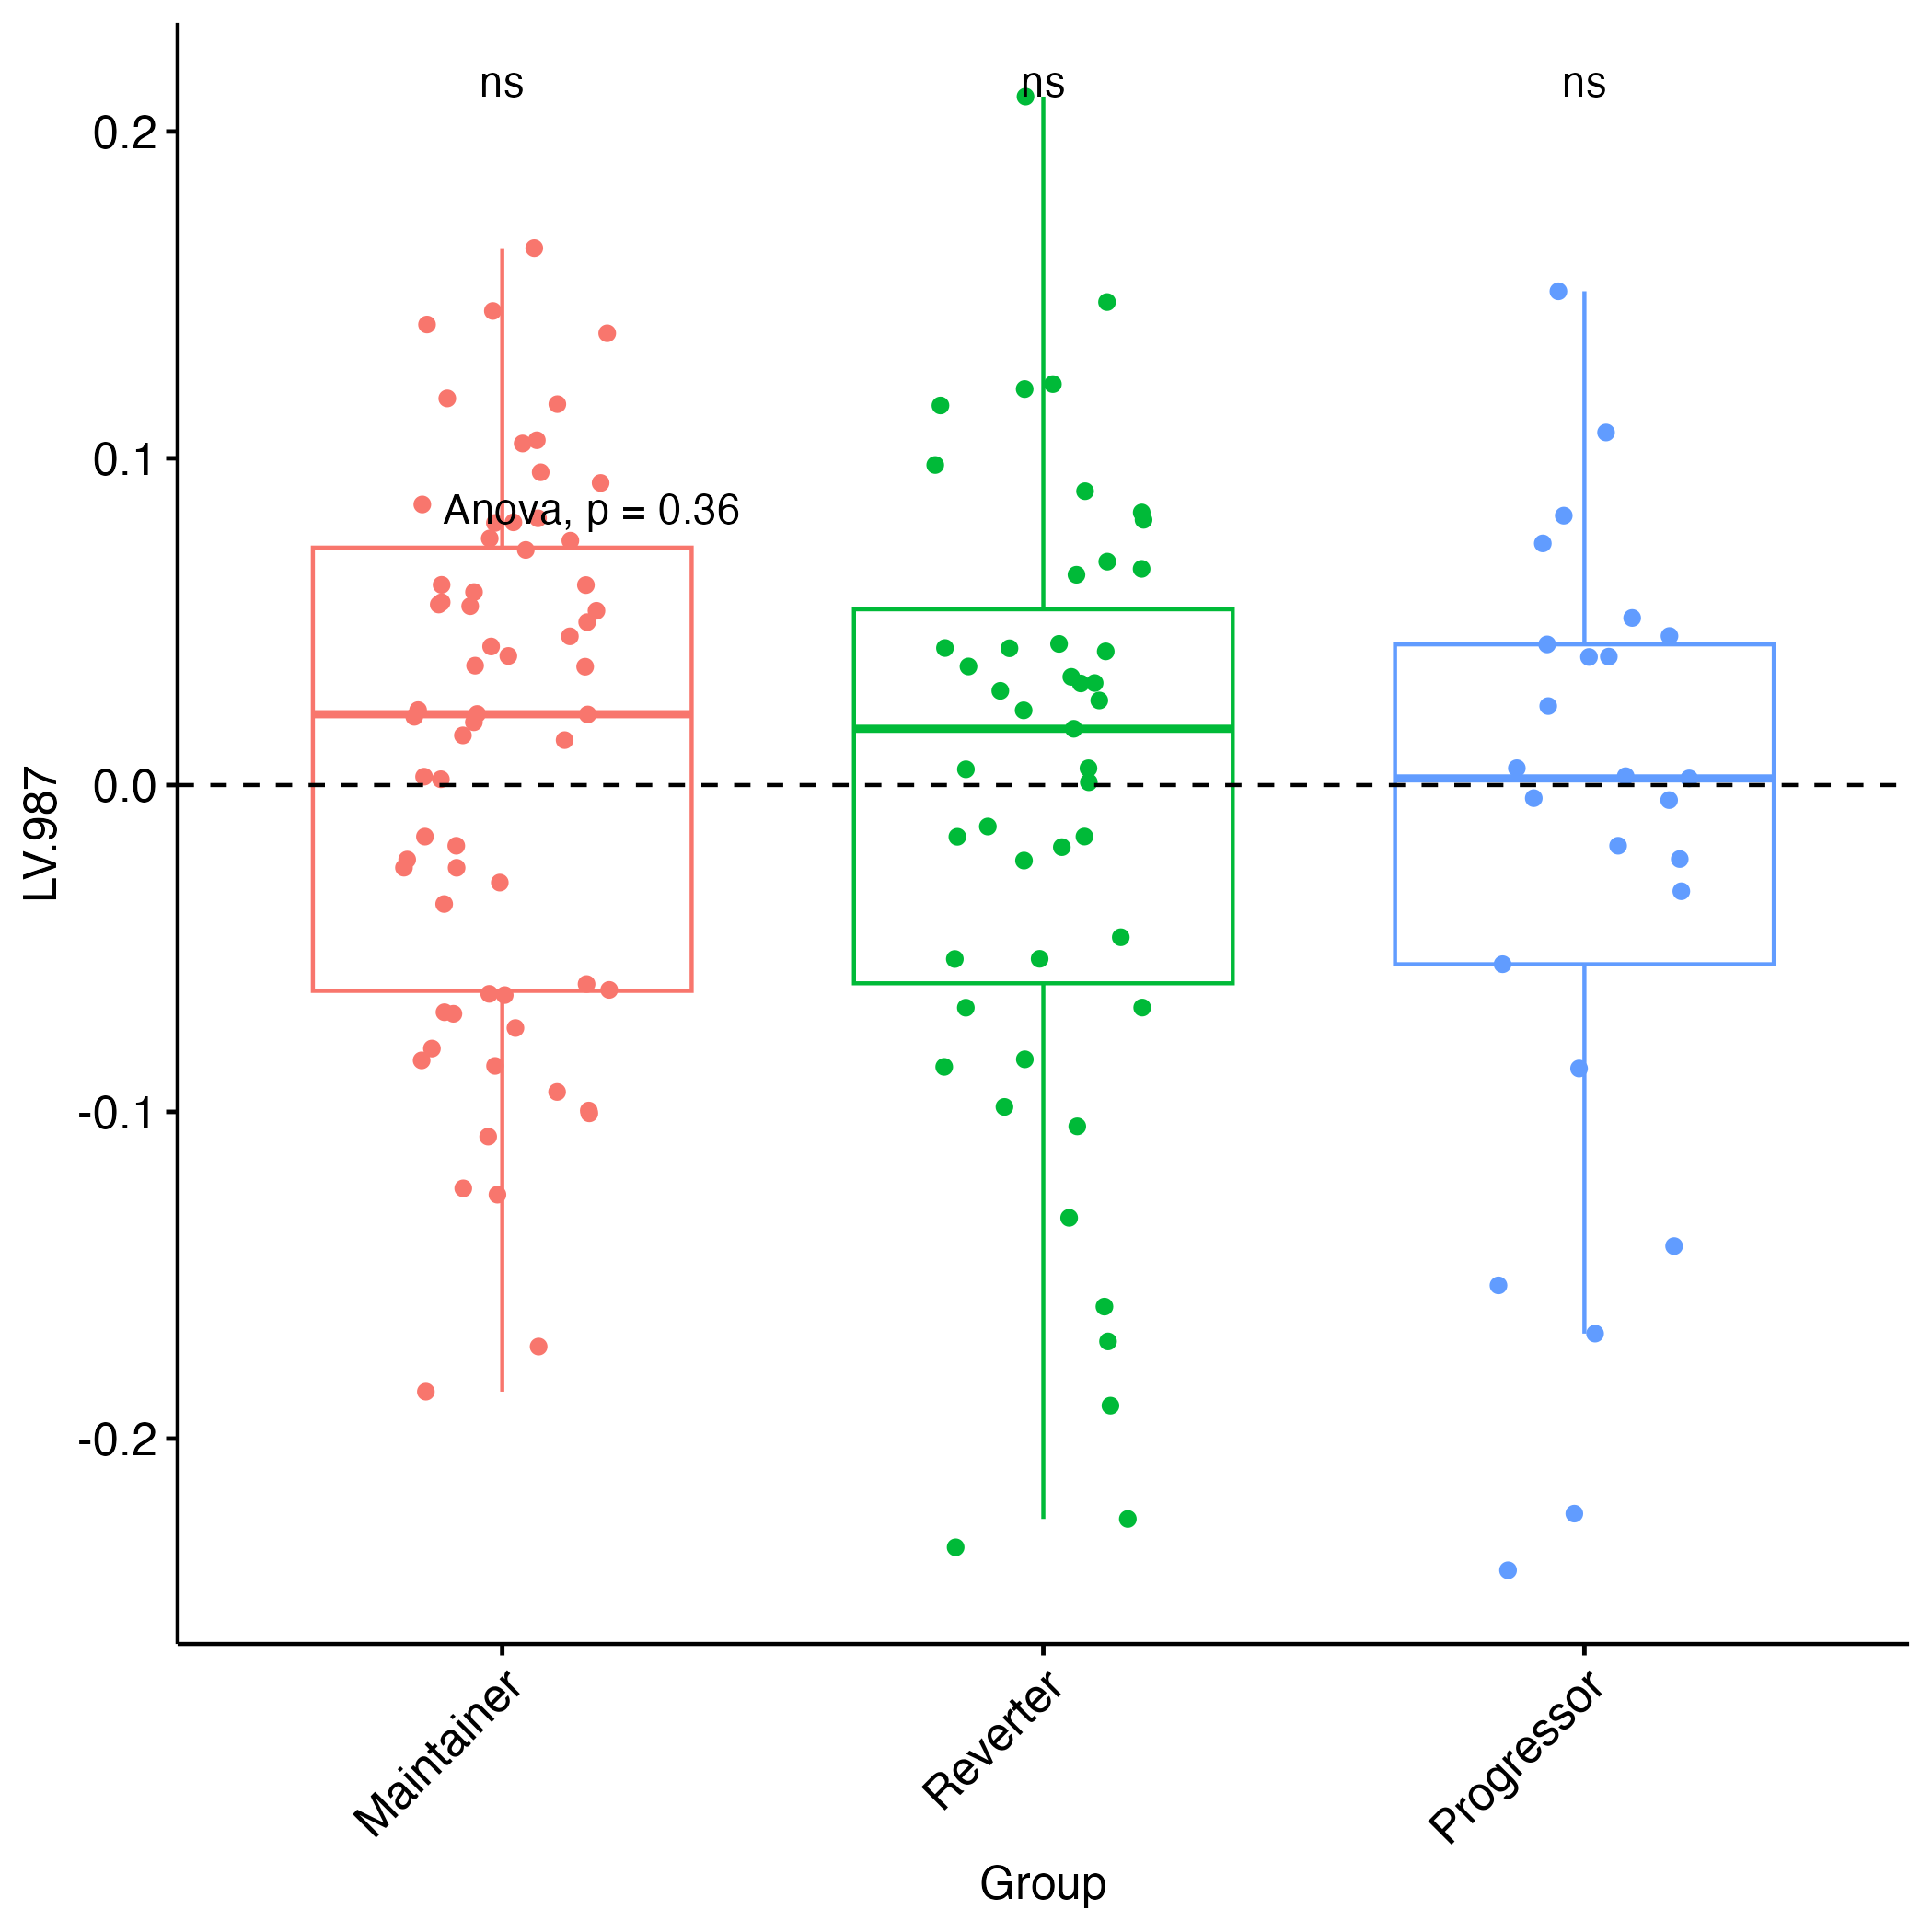 ns ns ns
0.2
0.1
Anova, p = 0.36
0.0
-0.1
-0.2
LV.987
Maintainer
Reverter
Progressor
Group